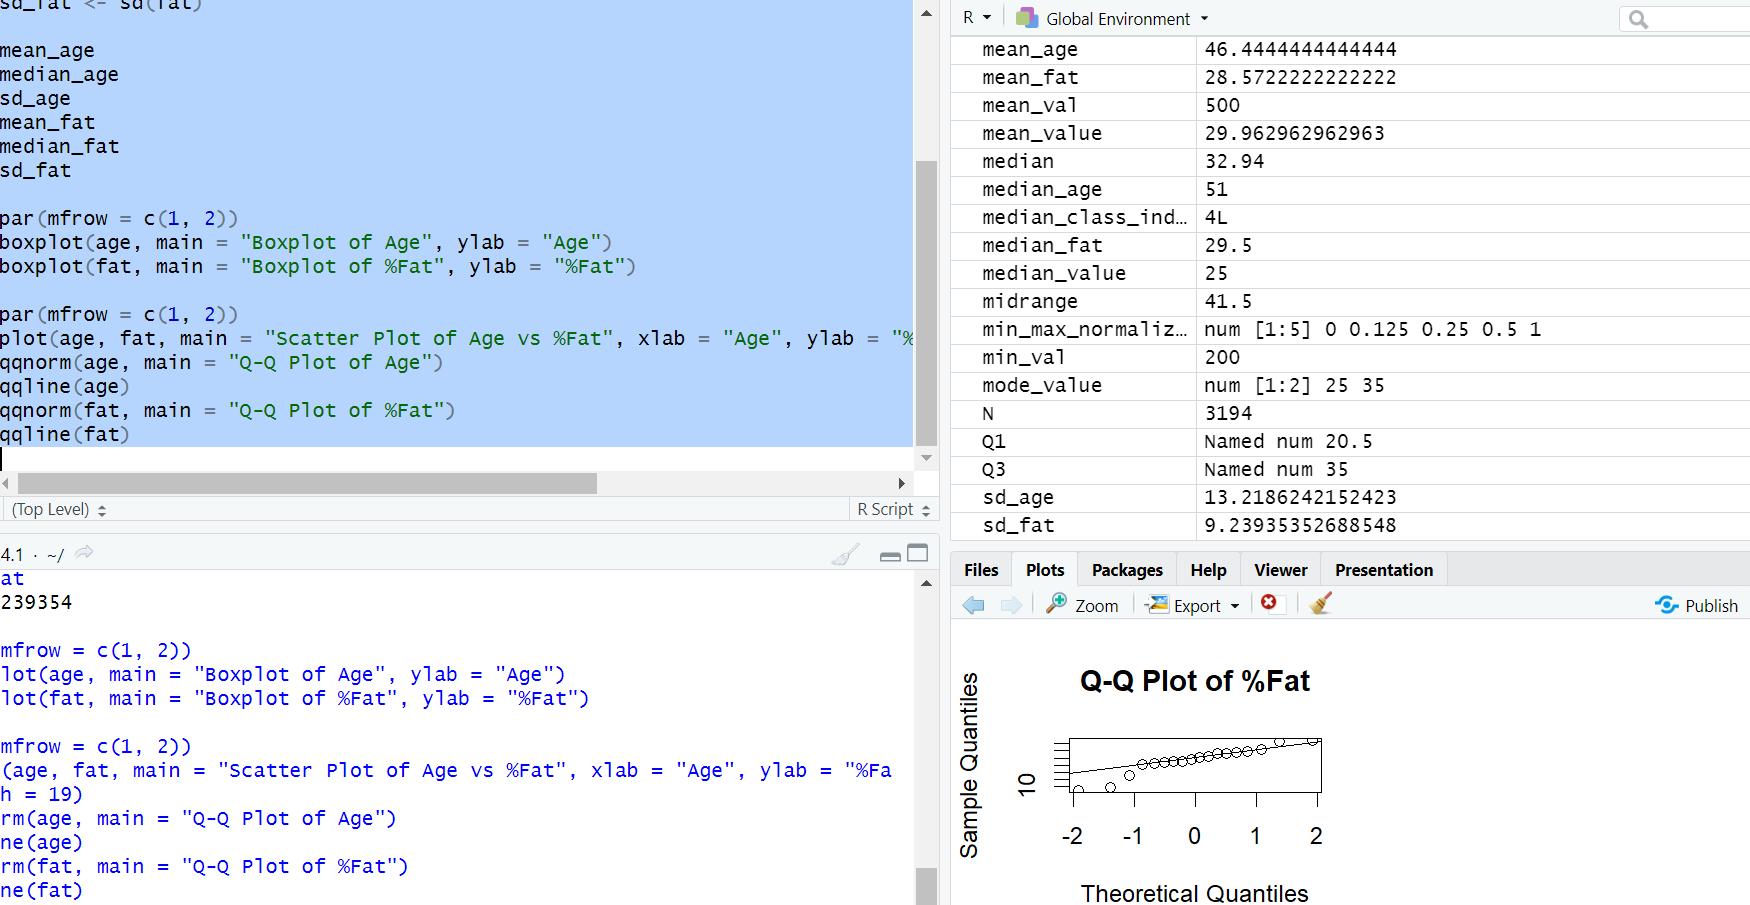 sd_fat <- sd(fat)
mean_age
median_age
sd_age
mean_fat
median_fat
sd_fat
par(mfrow = c(1, 2))
boxplot(age, main = "Boxplot of Age", ylab = "Age")
boxplot(fat, main = "Boxplot of %Fat", ylab = "%Fat")
par(mfrow = c(1, 2))
plot(age, fat, main = "Scatter Plot of Age vs %Fat", xlab = "Age", ylab = "%
qqnorm(age, main = "Q-Q Plot of Age")
qqline(age)
qqnorm(fat, main = "Q-Q Plot of %Fat")
qqline(fat)
(Top Level)
R Script
4.1 · ~/
at
239354
mfrow = c(1, 2))
lot(age, main = "Boxplot of Age", ylab = "Age")
lot(fat, main = "Boxplot of %Fat", ylab = "%Fat")
mfrow = c(1, 2))
(age, fat, main = "Scatter Plot of Age vs %Fat", xlab = "Age", ylab = "%Fa
h = 19)
rm(age, main = "Q-Q Plot of Age")
ne(age)
rm(fat, main = "Q-Q Plot of %Fat")
ne(fat)
R Global Environment
mean_age 46.4444444444444
mean_fat 28.5722222222222
mean_val 500
mean_value 29.962962962963
median 32.94
median_age 51
median_class_ind… 4L
median_fat 29.5
median_value 25
midrange 41.5
min_max_normaliz… num [1:5] 0 0.125 0.25 0.5 1
min_val 200
mode_value num [1:2] 25 35
N 3194
Q1 Named num 20.5
Q3 Named num 35
sd_age 13.2186242152423
sd_fat 9.23935352688548
Files Plots Packages Help Viewer Presentation
Zoom Export Publish
Q-Q Plot of %Fat
Sample Quantiles
10
-2 -1 0 1 2
Theoretical Quantiles